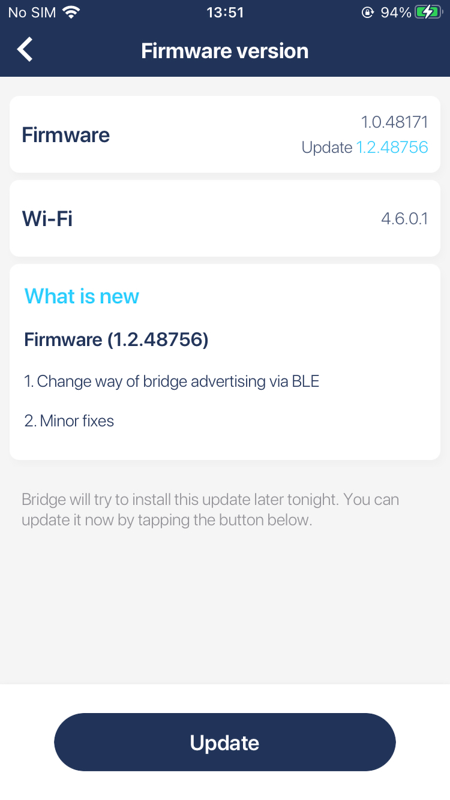 No SIM 13:51 94%
Firmware version
Firmware
1.0.48171
Update 1.2.48756
Wi-Fi
4.6.0.1
What is new
Firmware (1.2.48756)
1. Change way of bridge advertising via BLE
2. Minor fixes
Bridge will try to install this update later tonight. You can
update it now by tapping the button below.
Update